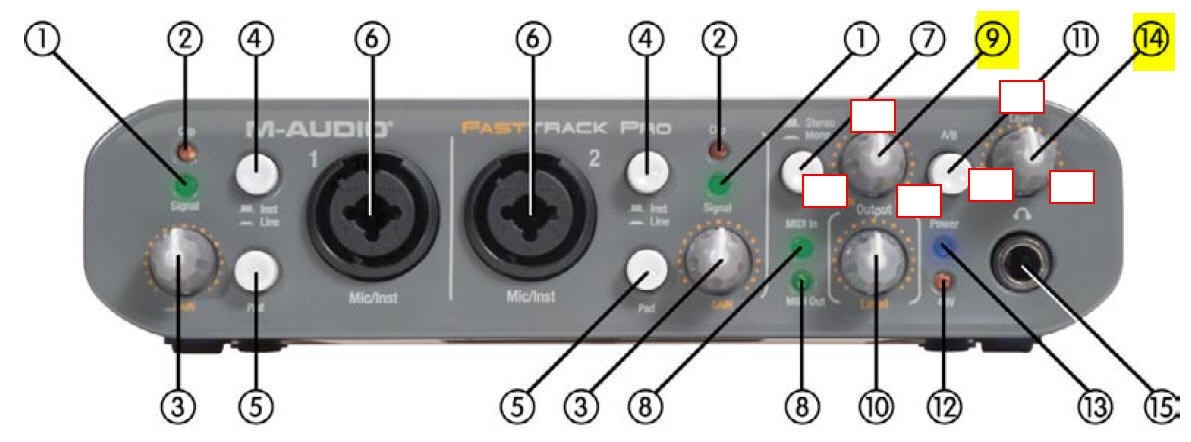 ① ② ④ ⑥ ⑥ ④ ② ① ⑦ ⑨ ⑪ ⑭
M-AUDIO
FAST TRACK PRO
Clip
Clip
Stereo
Mono
A/B
Level
1
2
Signal
Inst
Line
Inst
Line
Signal
Output
MIDI In
Power
GAIN
Pad
Mic/Inst
Mic/Inst
Pad
GAIN
MIDI Out
Level
48V
③ ⑤ ⑤ ③ ⑧ ⑧ ⑩ ⑫ ⑬ ⑮